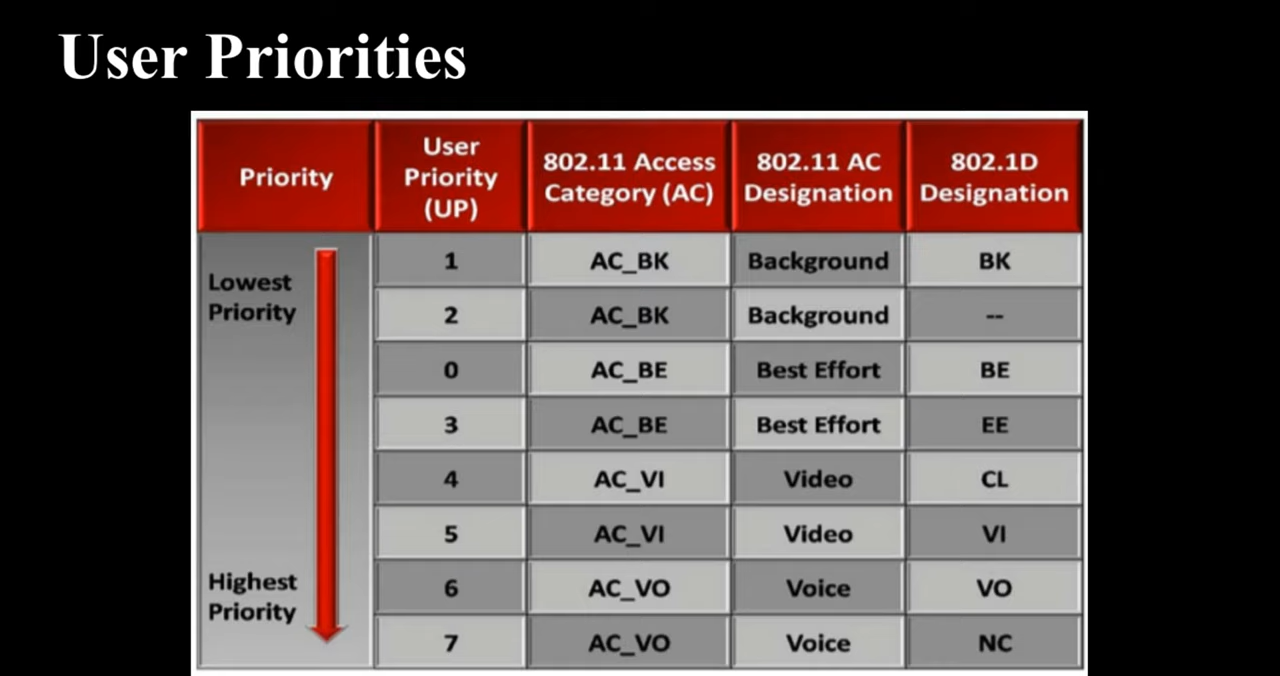 User Priorities
Priority
User
Priority
(UP)
802.11 Access
Category (AC)
802.11 AC
Designation
802.1D
Designation
Lowest
Priority
Highest
Priority
1 AC_BK Background BK
2 AC_BK Background --
0 AC_BE Best Effort BE
3 AC_BE Best Effort EE
4 AC_VI Video CL
5 AC_VI Video VI
6 AC_VO Voice VO
7 AC_VO Voice NC